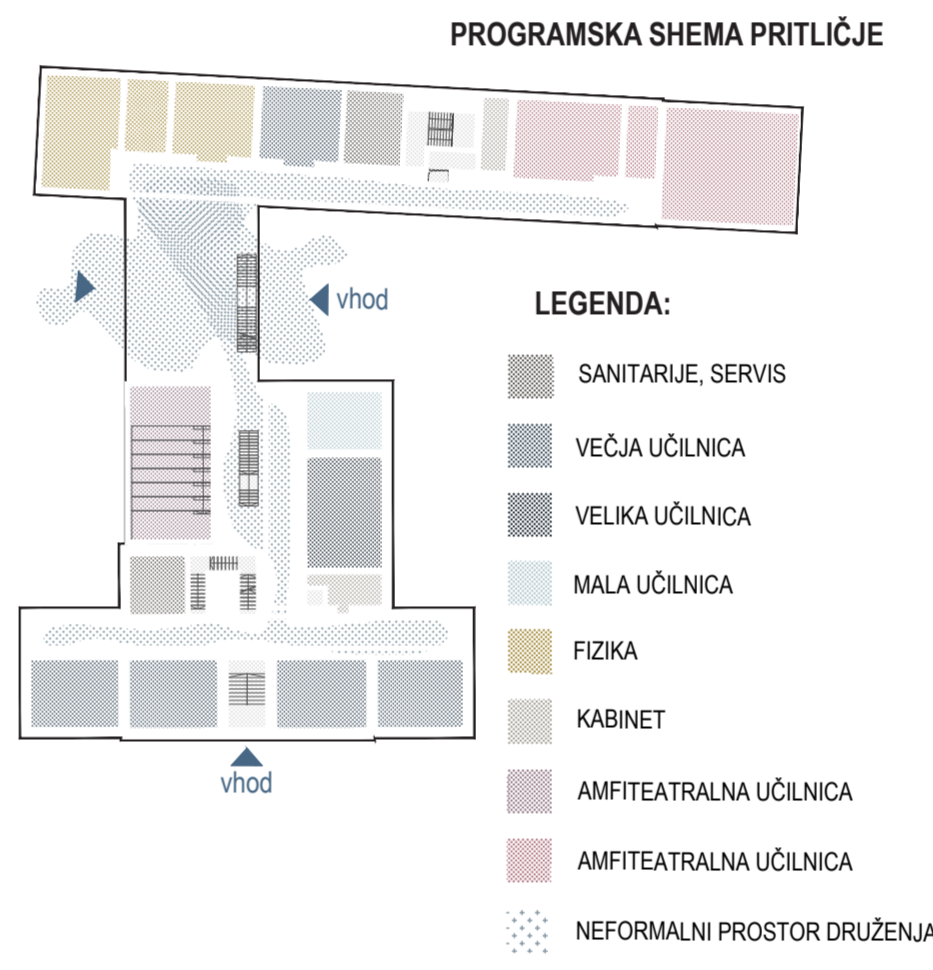 PROGRAMSKA SHEMA PRITLIČJE
vhod
LEGENDA:
SANITARIJE, SERVIS
VEČJA UČILNICA
VELIKA UČILNICA
MALA UČILNICA
FIZIKA
KABINET
vhod
AMFITEATRALNA UČILNICA
AMFITEATRALNA UČILNICA
NEFORMALNI PROSTOR DRUŽENJA